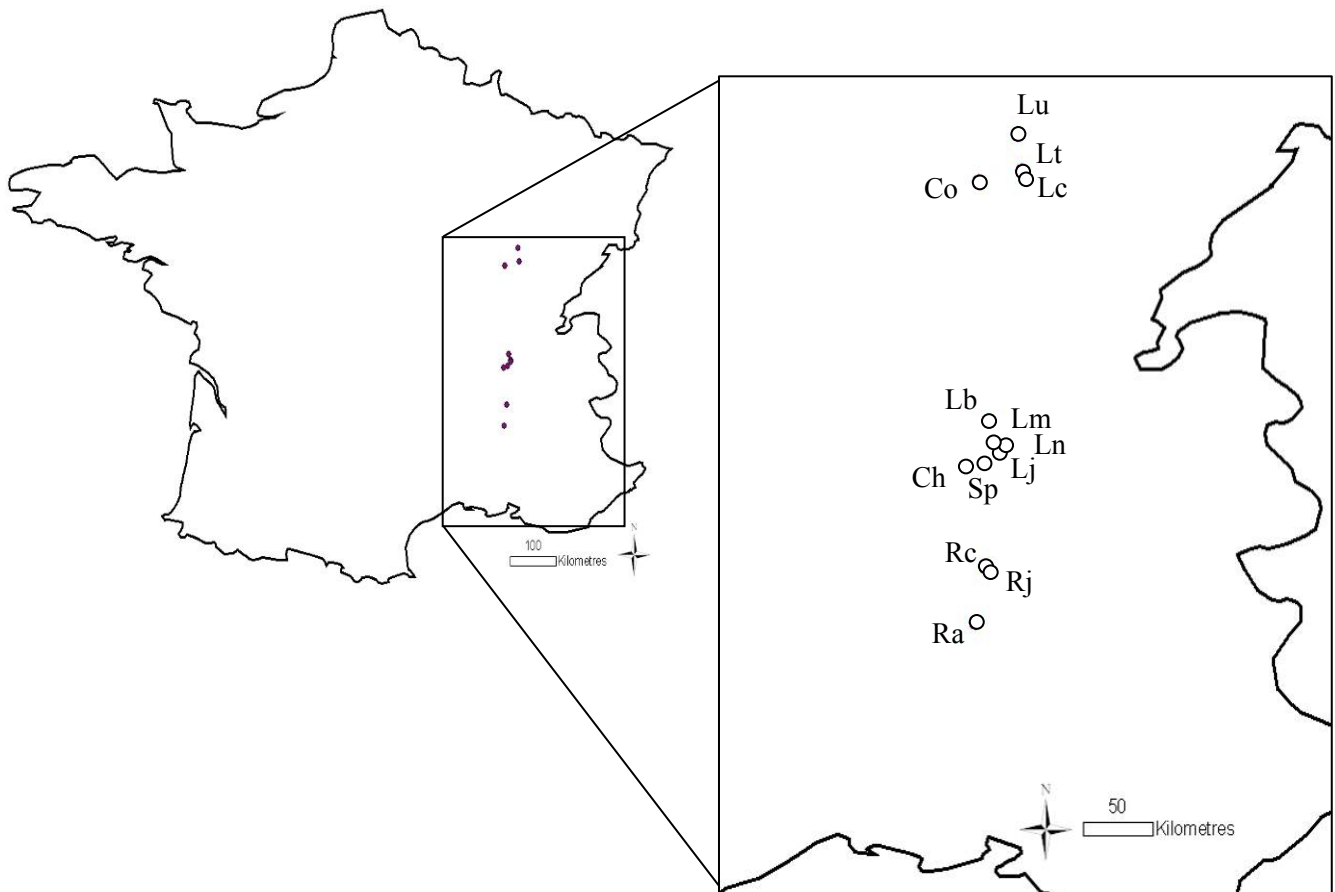 Lu
Lt
Co
Lc
Lb
Lm
Ln
Lj
Ch
Sp
Rc
Rj
Ra
N
100
Kilometres
N
50
Kilometres